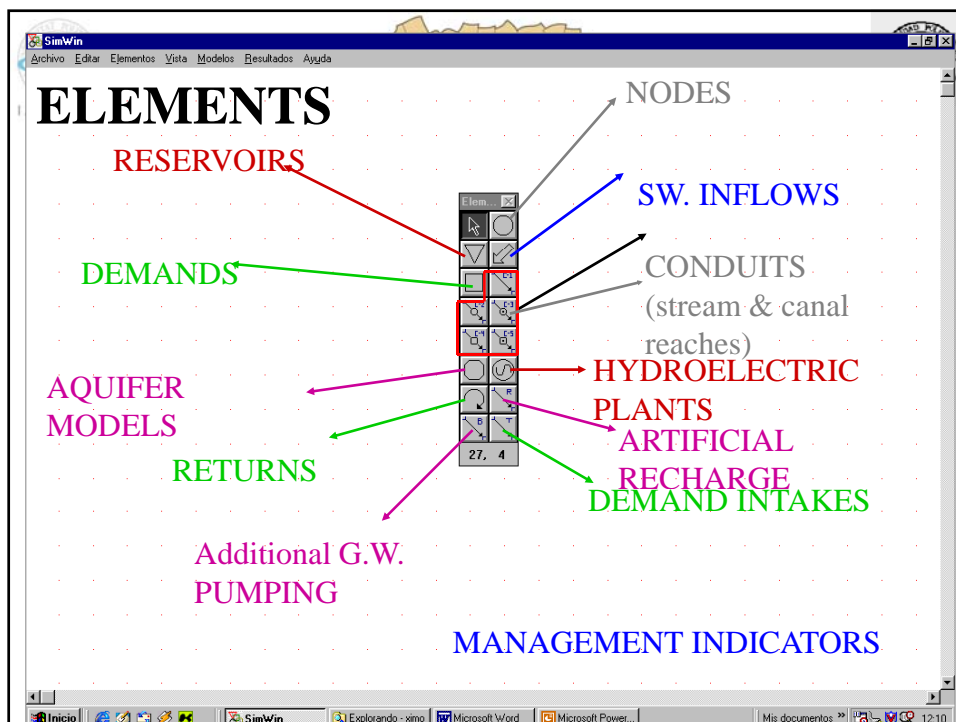 SimWin
Archivo Editar Elementos Vista Modelos Resultados Ayuda
ELEMENTS
NODES
RESERVOIRS
Elem...
SW. INFLOWS
DEMANDS
CONDUITS
(stream & canal
reaches)
HYDROELECTRIC
PLANTS
AQUIFER
MODELS
ARTIFICIAL
RECHARGE
RETURNS
27, 4
DEMAND INTAKES
Additional G.W.
PUMPING
MANAGEMENT INDICATORS
Inicio SimWin Explorando - ximo Microsoft Word Microsoft Power... Mis documentos » 12:10